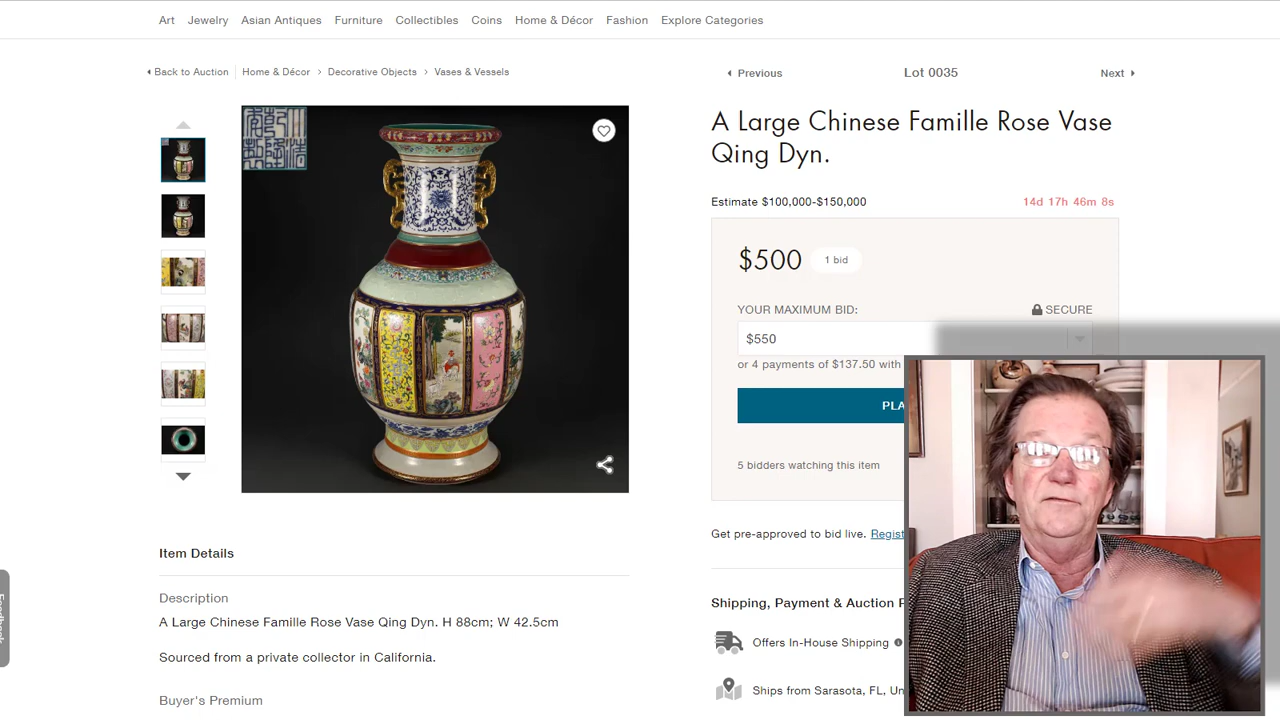 Art Jewelry Asian Antiques Furniture Collectibles Coins Home & Décor Fashion Explore Categories
Back to Auction Home & Décor > Decorative Objects > Vases & Vessels
Previous Lot 0035 Next
A Large Chinese Famille Rose Vase
Qing Dyn.
Estimate $100,000-$150,000 14d 17h 46m 8s
$500 1 bid
YOUR MAXIMUM BID: SECURE
$550
or 4 payments of $137.50 with
PLA
5 bidders watching this item
Get pre-approved to bid live. Regist
Shipping, Payment & Auction P
Offers In-House Shipping
Ships from Sarasota, FL, Un
Item Details
Description
A Large Chinese Famille Rose Vase Qing Dyn. H 88cm; W 42.5cm
Sourced from a private collector in California.
Buyer's Premium
Feedback